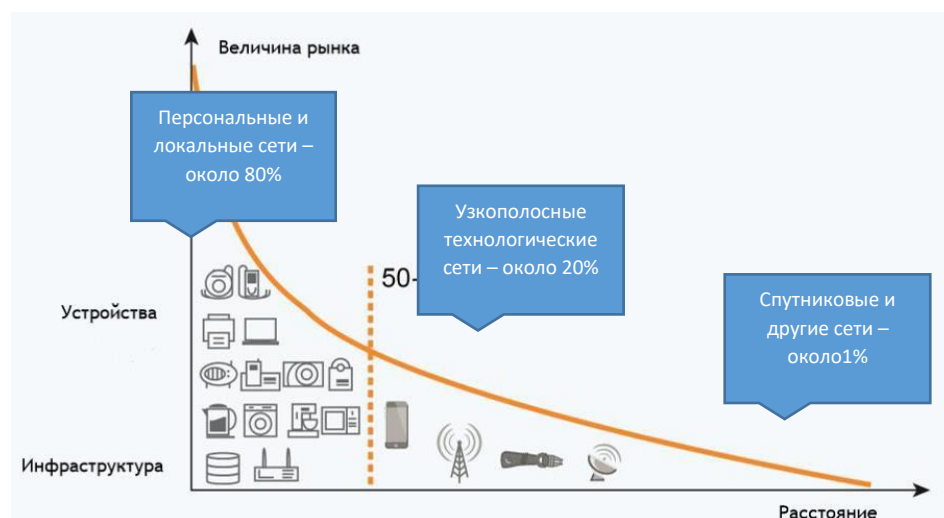 Величина рынка
Персональные и
локальные сети –
около 80%
Узкополосные
технологические
сети – около 20%
50-
Спутниковые и
другие сети –
около1%
Устройства
Инфраструктура
Расстояние